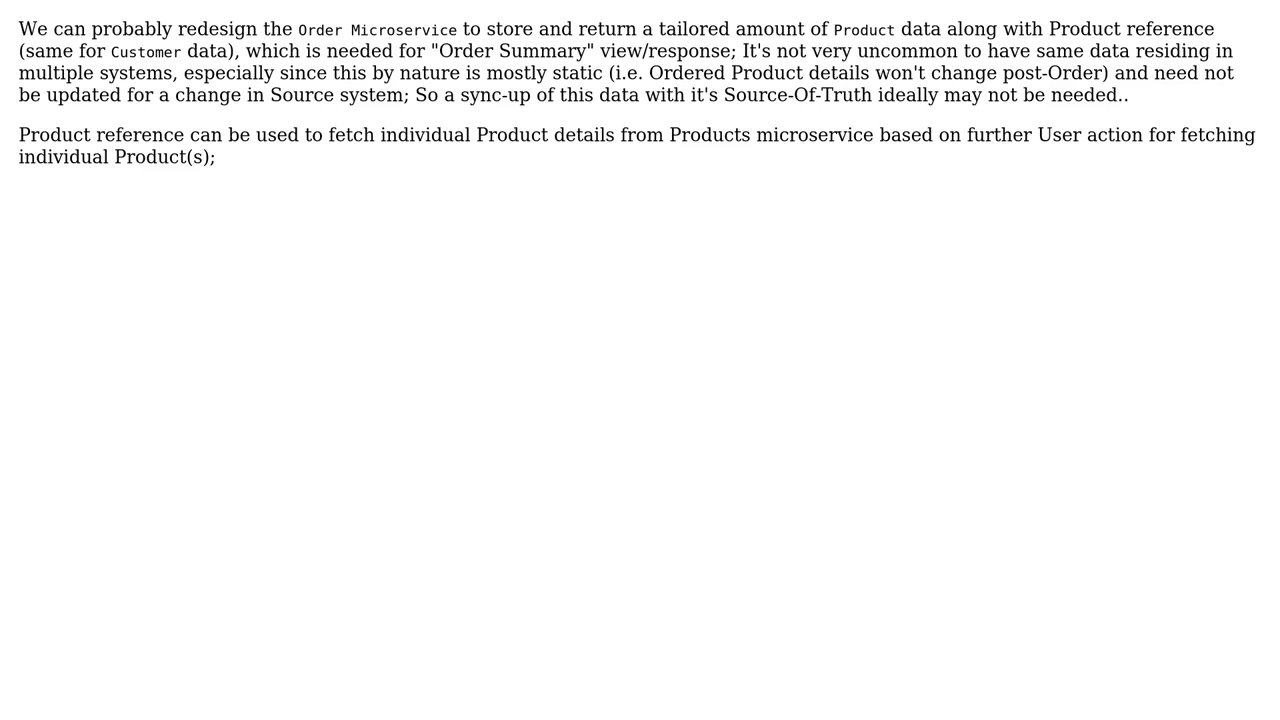 We can probably redesign the Order Microservice to store and return a tailored amount of Product data along with Product reference
(same for Customer data), which is needed for "Order Summary" view/response; It's not very uncommon to have same data residing in
multiple systems, especially since this by nature is mostly static (i.e. Ordered Product details won't change post-Order) and need not
be updated for a change in Source system; So a sync-up of this data with it's Source-Of-Truth ideally may not be needed..
Product reference can be used to fetch individual Product details from Products microservice based on further User action for fetching
individual Product(s);